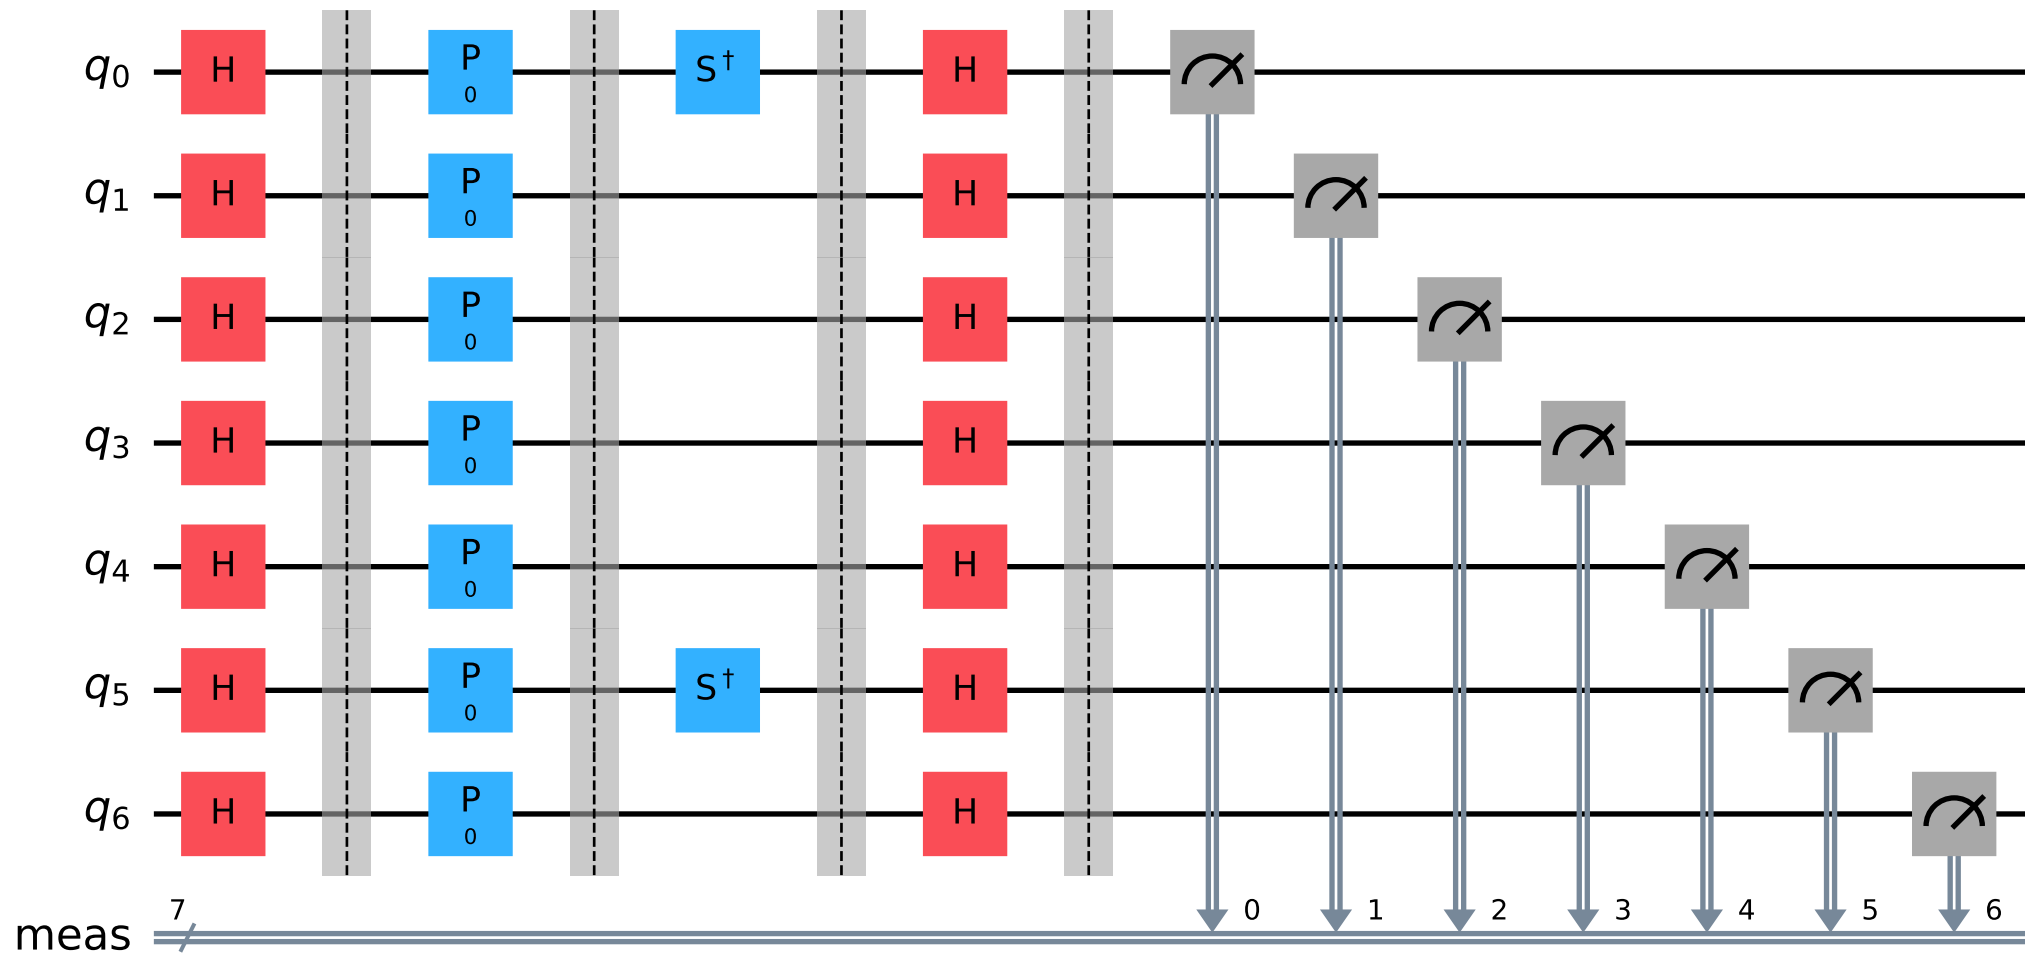 q0 H P 0 S† H
q1 H P 0 H
q2 H P 0 H
q3 H P 0 H
q4 H P 0 H
q5 H P 0 S† H
q6 H P 0 H
meas 7 0 1 2 3 4 5 6